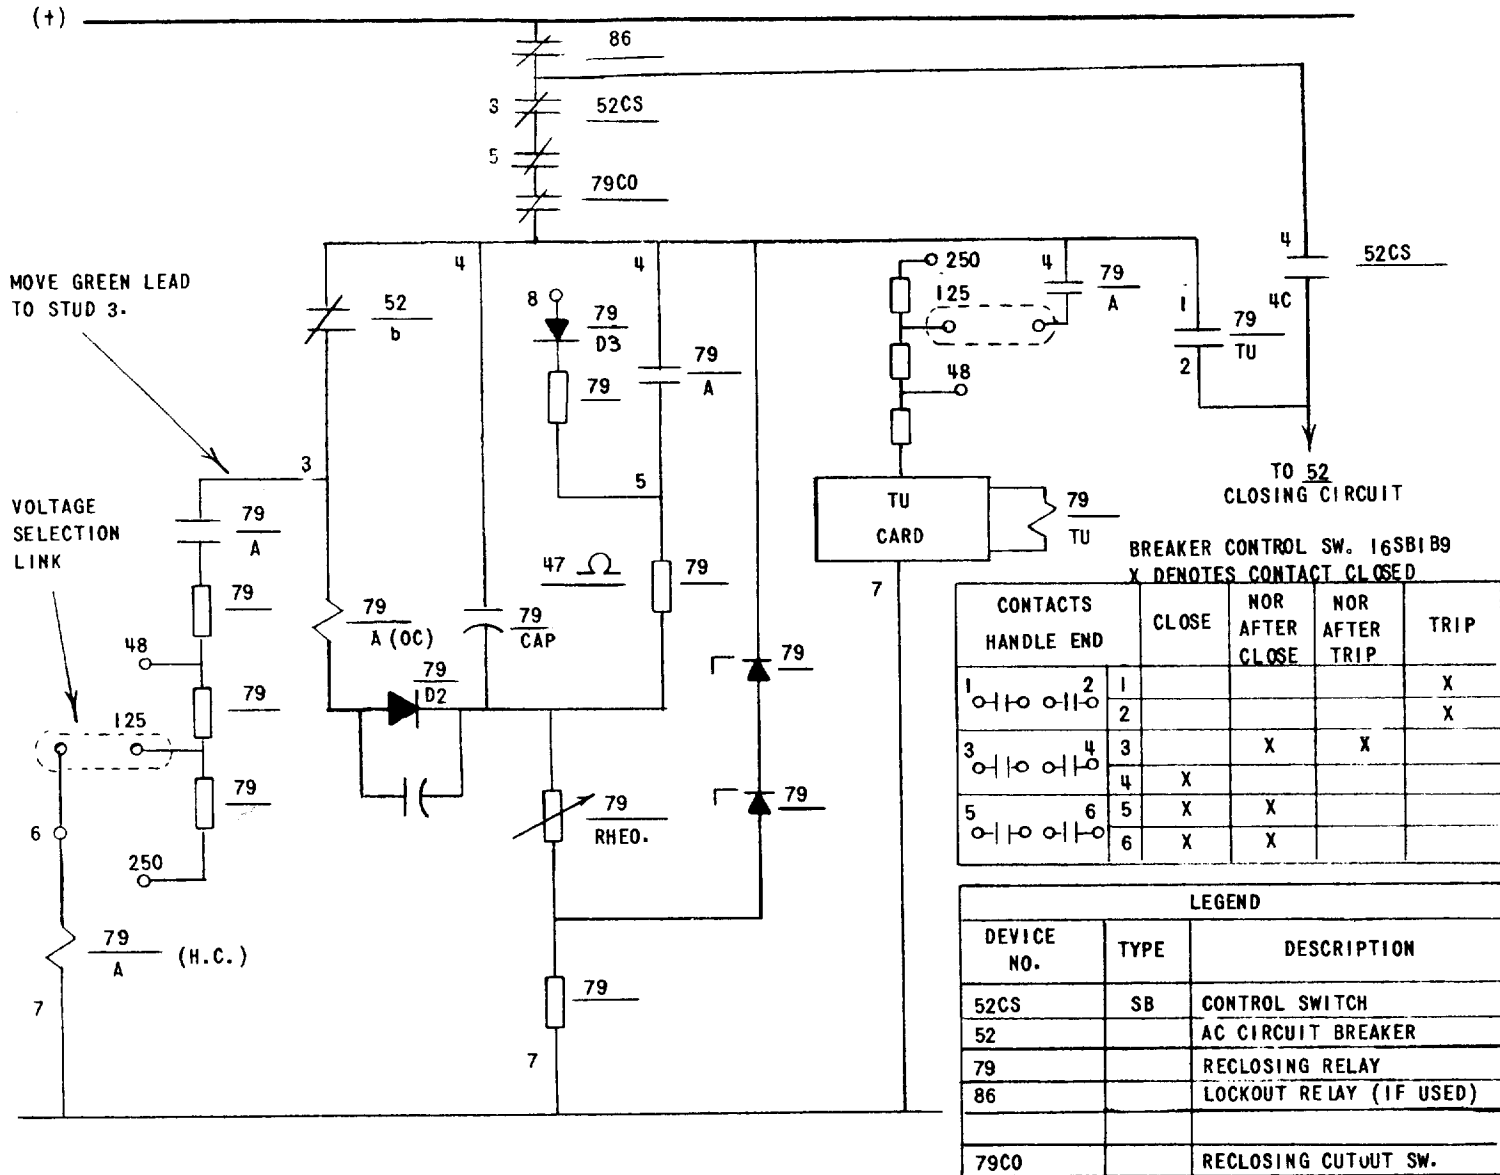 (+)
86
3 52CS
5
79CO
MOVE GREEN LEAD
TO STUD 3.
4
4
250
4
79
A
125
4
52CS
4C
52
b
8
79
D3
79
79
A
1
79
TU
2
48
3
5
TO 52
CLOSING CIRCUIT
VOLTAGE
SELECTION
LINK
79
A
TU
CARD
79
TU
47 Ω
79
79
7
48
79
A (OC)
79
CAP
79
D2
79
79
125
79
79
79
RHEO.
6
250
79
A
(H.C.)
79
7
7
BREAKER CONTROL SW. 16SB1B9
X DENOTES CONTACT CLOSED
CONTACTS
HANDLE END
CLOSE
NOR
AFTER
CLOSE
NOR
AFTER
TRIP
TRIP
1 2 1 X
2 X
3 4 3 X X
4 X
5 6 5 X X
6 X X
LEGEND
DEVICE
NO.
TYPE
DESCRIPTION
52CS SB CONTROL SWITCH
52 AC CIRCUIT BREAKER
79 RECLOSING RELAY
86 LOCKOUT RELAY (IF USED)
79CO RECLOSING CUTOUT SW.